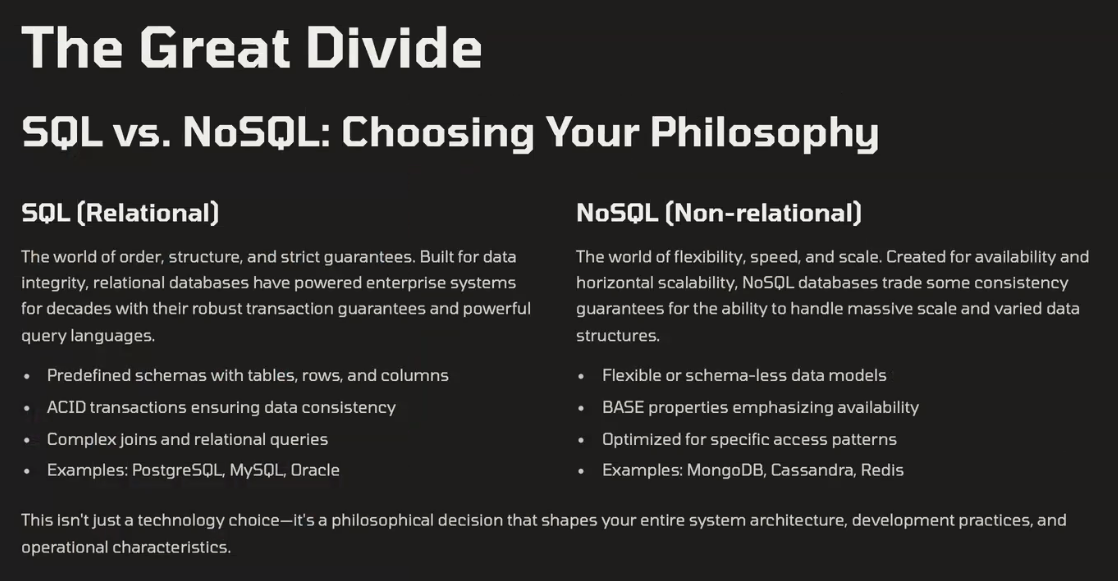 The Great Divide
SQL vs. NoSQL: Choosing Your Philosophy
SQL (Relational)
The world of order, structure, and strict guarantees. Built for data
integrity, relational databases have powered enterprise systems
for decades with their robust transaction guarantees and powerful
query languages.
• Predefined schemas with tables, rows, and columns
• ACID transactions ensuring data consistency
• Complex joins and relational queries
• Examples: PostgreSQL, MySQL, Oracle
NoSQL (Non-relational)
The world of flexibility, speed, and scale. Created for availability and
horizontal scalability, NoSQL databases trade some consistency
guarantees for the ability to handle massive scale and varied data
structures.
• Flexible or schema-less data models
• BASE properties emphasizing availability
• Optimized for specific access patterns
• Examples: MongoDB, Cassandra, Redis
This isn't just a technology choice—it's a philosophical decision that shapes your entire system architecture, development practices, and
operational characteristics.